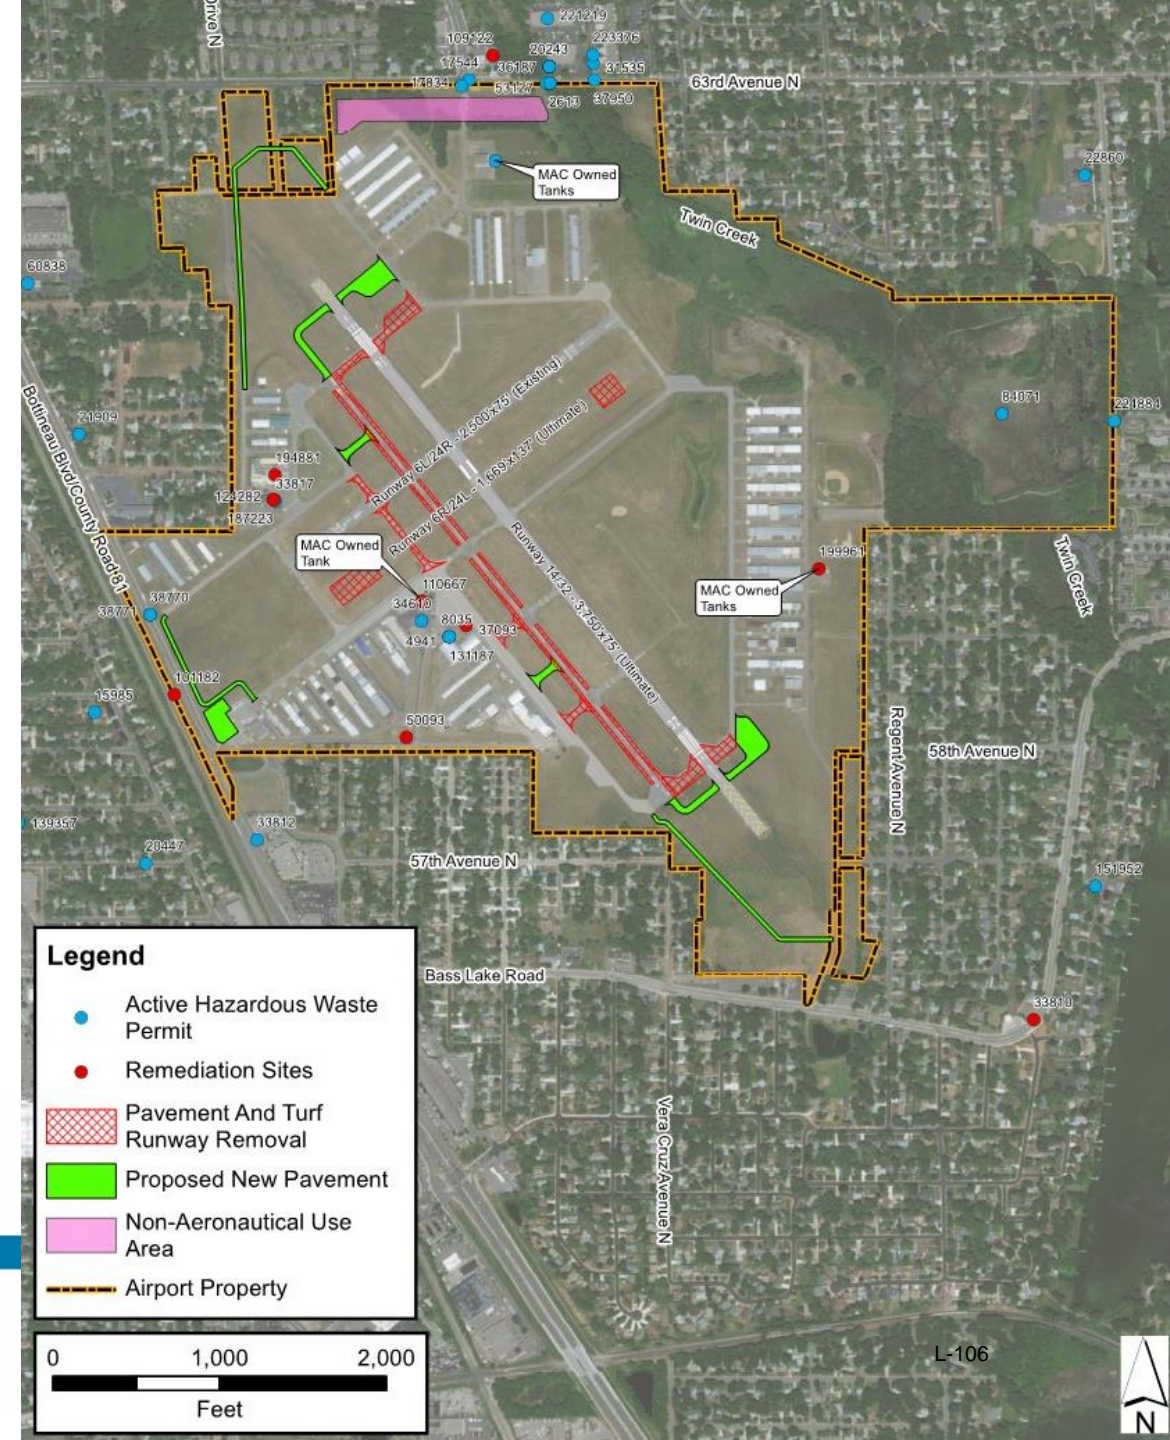 Drive N
221219
109122
20243
223376
17544
36187
31535
17834
53127
2613
37950
63rd Avenue N
MAC Owned
Tanks
22860
Twin Creek
60838
Bottineau Blvd/County Road 81
21909
84071
224884
Runway 6L/24R - 2,500'x75' (Existing)
Runway 6R/24L - 1,669'x137' (Ultimate)
Runway 14/32 - 3,750'x75' (Ultimate)
194881
33817
124282
187223
MAC Owned
Tank
199961
MAC Owned
Tanks
Twin Creek
110667
34610
38770
38771
8035
37093
4941
131187
101182
15985
50093
Regent Avenue N
58th Avenue N
139357
33812
20447
57th Avenue N
151952
Bass Lake Road
33810
Vera Cruz Avenue N
Legend
Active Hazardous Waste
Permit
Remediation Sites
Pavement And Turf
Runway Removal
Proposed New Pavement
Non-Aeronautical Use
Area
Airport Property
0 1,000 2,000
Feet
L-106
N